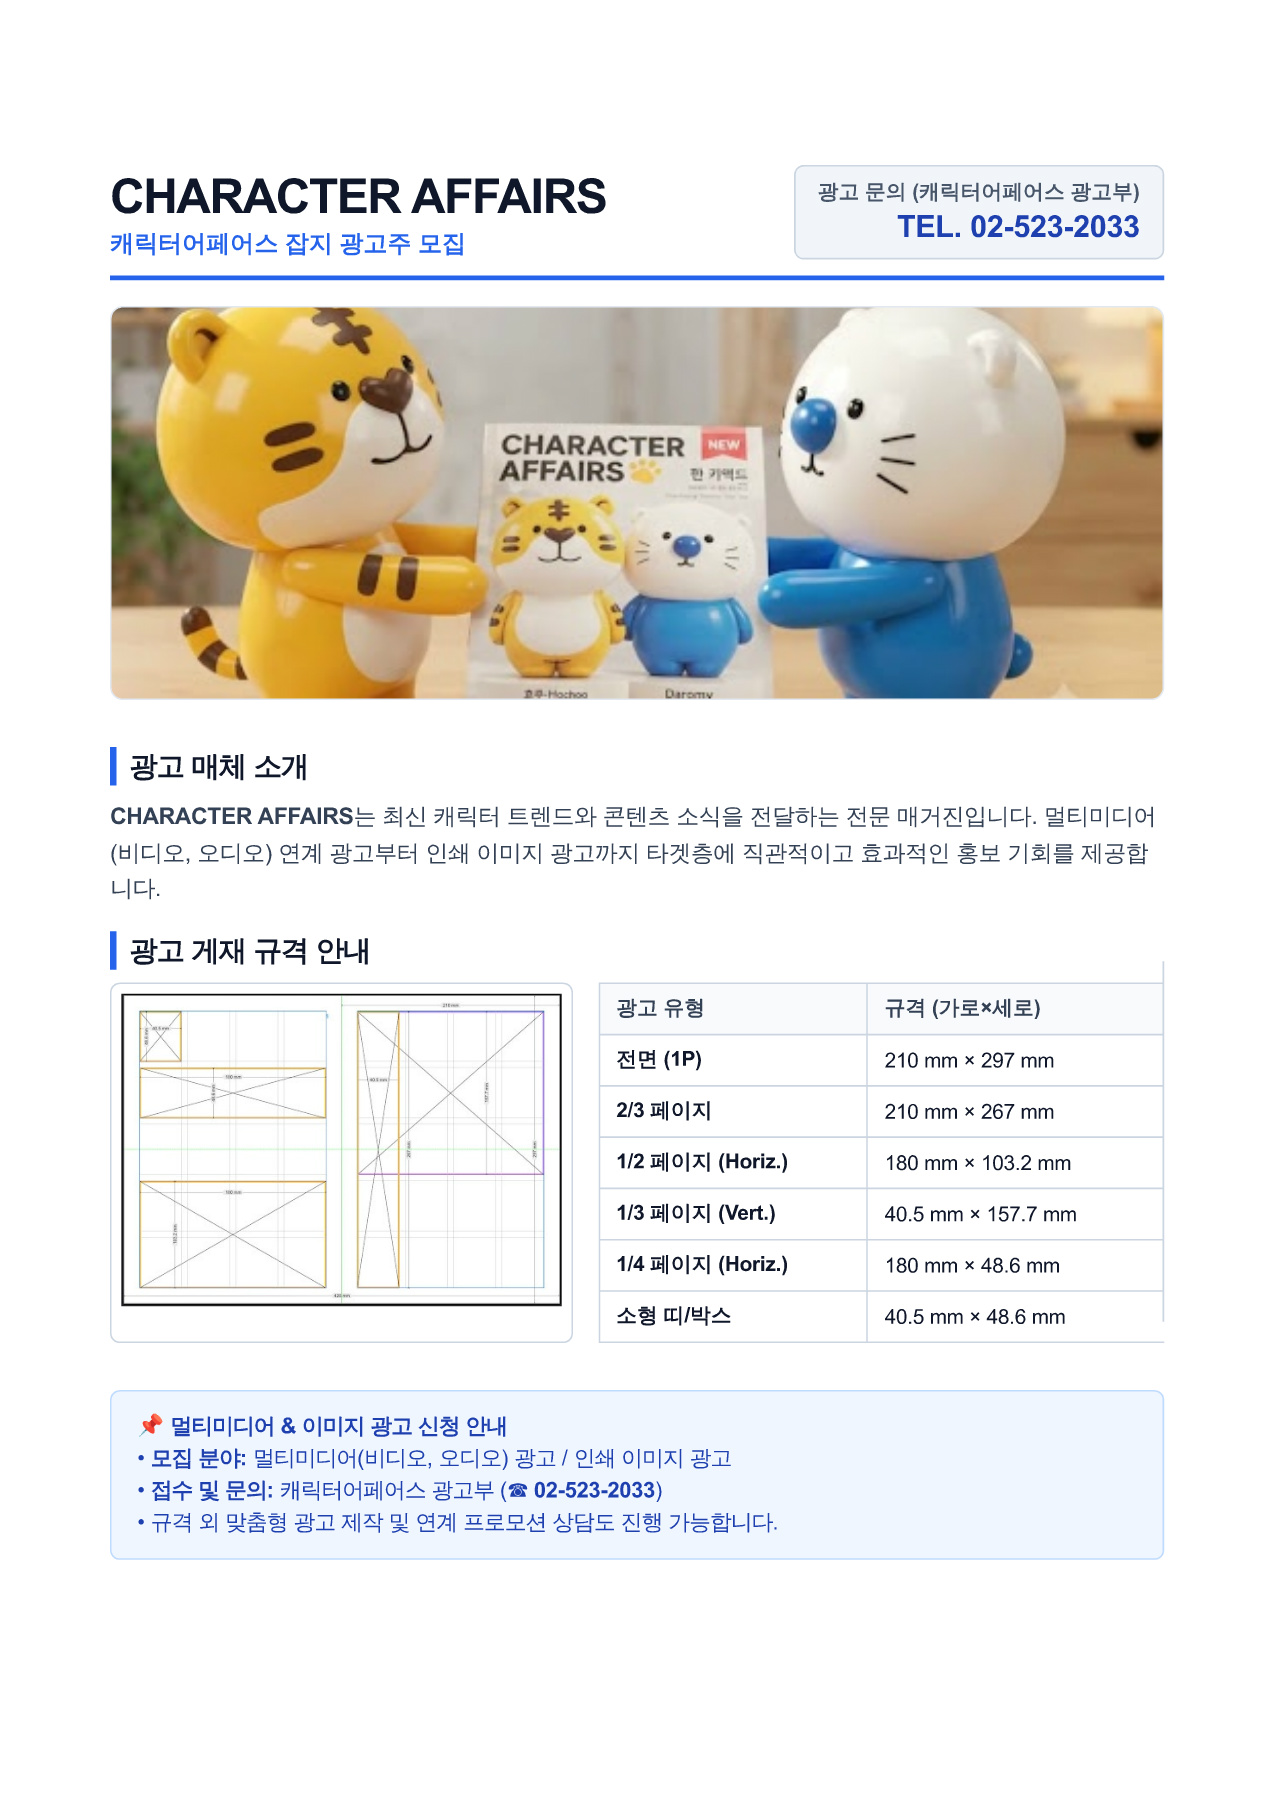 CHARACTER AFFAIRS
캐릭터어페어스 잡지 광고주 모집
광고 문의 (캐릭터어페어스 광고부)
TEL. 02-523-2033
CHARACTER
AFFAIRS
NEW
한 키액드
호우-Hochoo
Daromy
광고 매체 소개
CHARACTER AFFAIRS는 최신 캐릭터 트렌드와 콘텐츠 소식을 전달하는 전문 매거진입니다. 멀티미디어
(비디오, 오디오) 연계 광고부터 인쇄 이미지 광고까지 타겟층에 직관적이고 효과적인 홍보 기회를 제공합
니다.
광고 게재 규격 안내
180 mm
180 mm
광고 유형 규격 (가로×세로)
전면 (1P) 210 mm × 297 mm
2/3 페이지 210 mm × 267 mm
1/2 페이지 (Horiz.) 180 mm × 103.2 mm
1/3 페이지 (Vert.) 40.5 mm × 157.7 mm
1/4 페이지 (Horiz.) 180 mm × 48.6 mm
소형 띠/박스 40.5 mm × 48.6 mm
📌 멀티미디어 & 이미지 광고 신청 안내
• 모집 분야: 멀티미디어(비디오, 오디오) 광고 / 인쇄 이미지 광고
• 접수 및 문의: 캐릭터어페어스 광고부 (☎ 02-523-2033)
• 규격 외 맞춤형 광고 제작 및 연계 프로모션 상담도 진행 가능합니다.